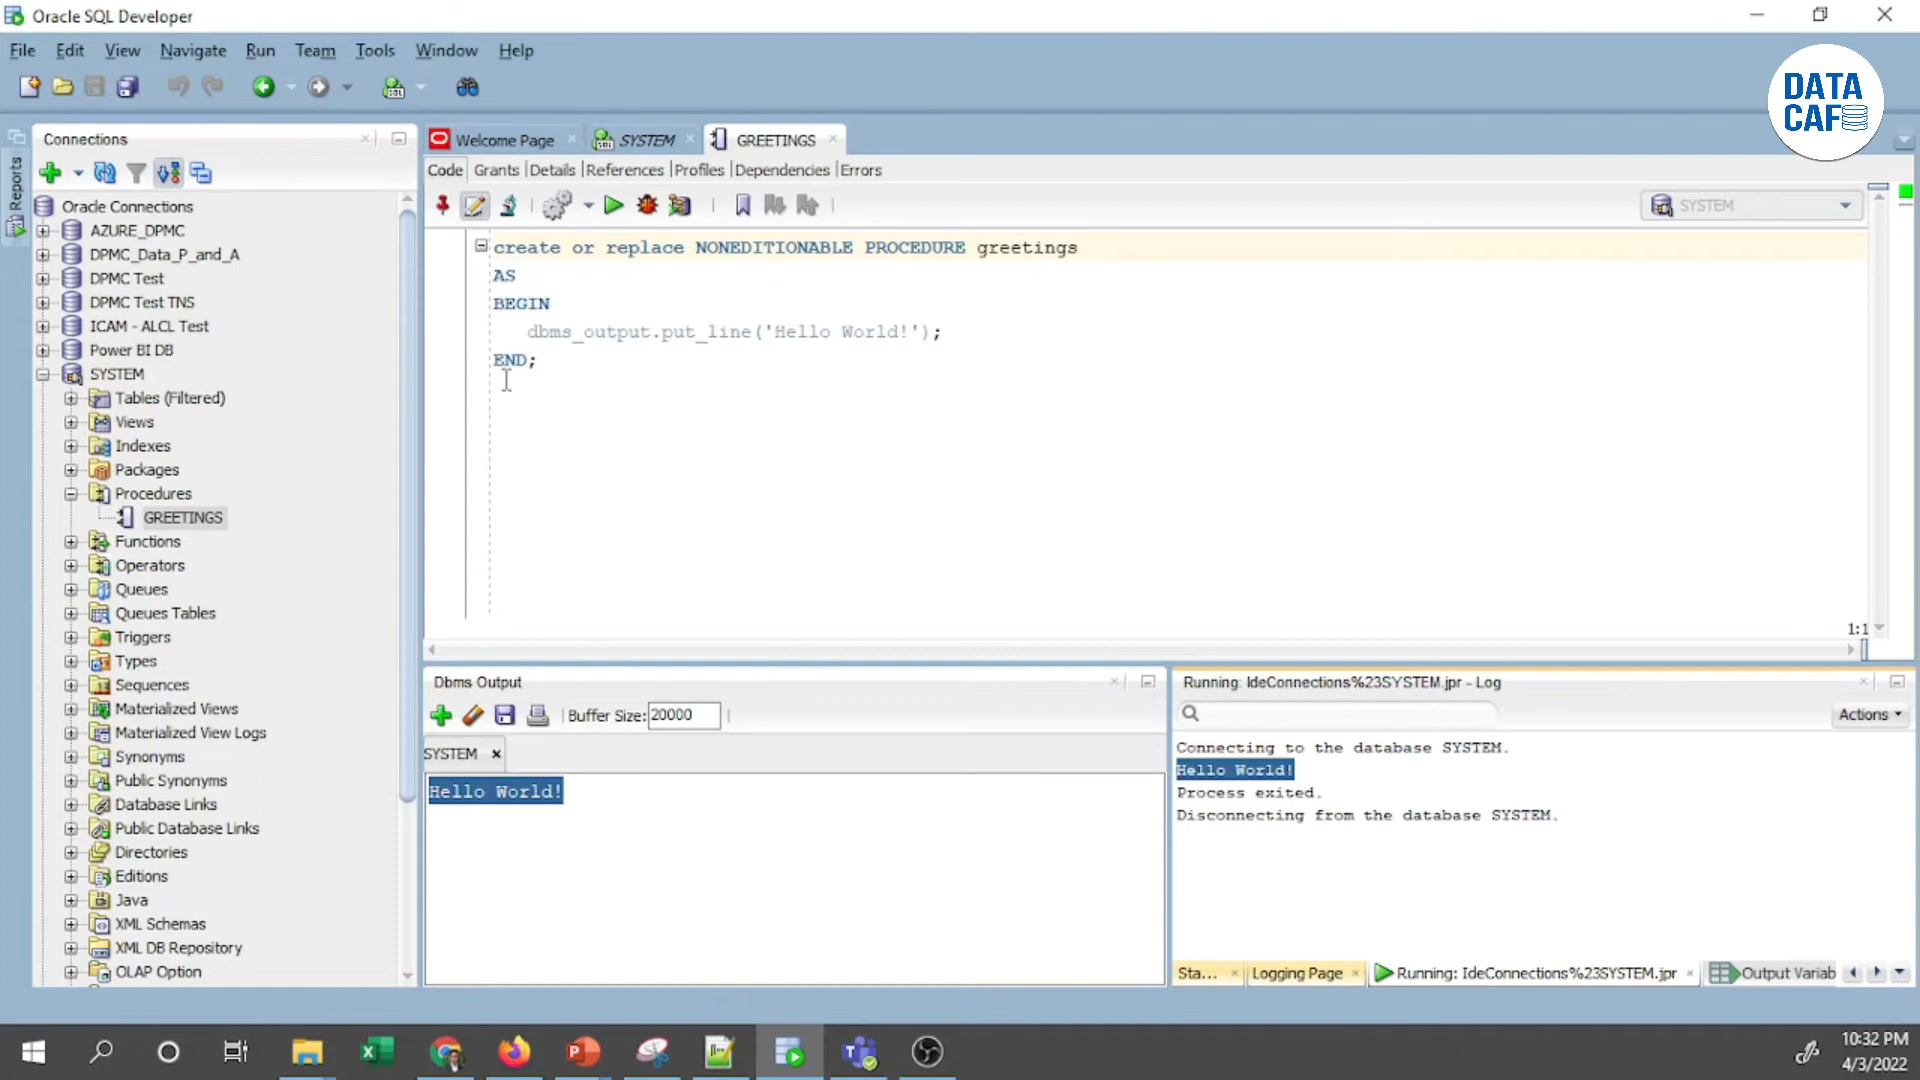 Oracle SQL Developer
File Edit View Navigate Run Team Tools Window Help
DATA
CAF
Reports
Connections
Oracle Connections
AZURE_DPMC
DPMC_Data_P_and_A
DPMC Test
DPMC Test TNS
ICAM - ALCL Test
Power BI DB
SYSTEM
Tables (Filtered)
Views
Indexes
Packages
Procedures
GREETINGS
Functions
Operators
Queues
Queues Tables
Triggers
Types
Sequences
Materialized Views
Materialized View Logs
Synonyms
Public Synonyms
Database Links
Public Database Links
Directories
Editions
Java
XML Schemas
XML DB Repository
OLAP Option
Welcome Page SYSTEM GREETINGS
Code Grants Details References Profiles Dependencies Errors
SYSTEM
create or replace NONEDITIONABLE PROCEDURE greetings
AS
BEGIN
dbms_output.put_line('Hello World!');
END;
1:1
Dbms Output
Buffer Size: 20000
SYSTEM
Hello World!
Running: IdeConnections%23SYSTEM.jpr - Log
Actions
Connecting to the database SYSTEM.
Hello World!
Process exited.
Disconnecting from the database SYSTEM.
Sta... Logging Page Running: IdeConnections%23SYSTEM.jpr Output Variab
10:32 PM
4/3/2022